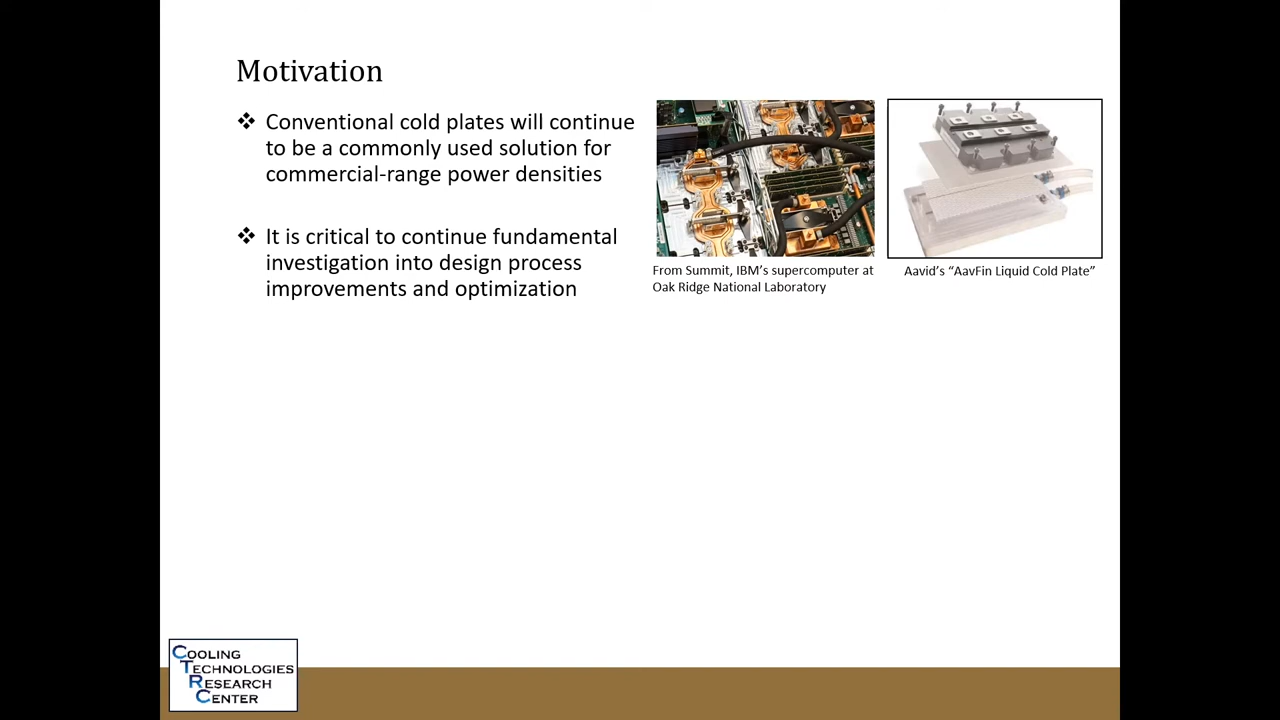 Motivation
❖ Conventional cold plates will continue
to be a commonly used solution for
commercial-range power densities
❖ It is critical to continue fundamental
investigation into design process
improvements and optimization
From Summit, IBM’s supercomputer at
Oak Ridge National Laboratory
Aavid’s “AavFin Liquid Cold Plate”
COOLING
TECHNOLOGIES
RESEARCH
CENTER